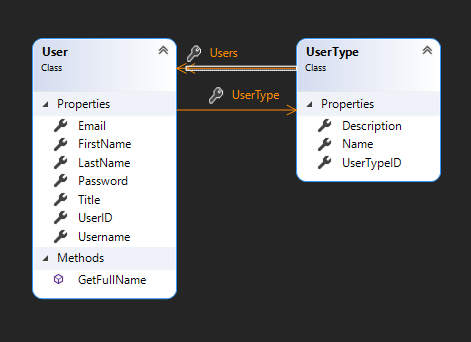 User
Class
Properties
Email
FirstName
LastName
Password
Title
UserID
Username
Methods
GetFullName
Users
UserType
UserType
Class
Properties
Description
Name
UserTypeID